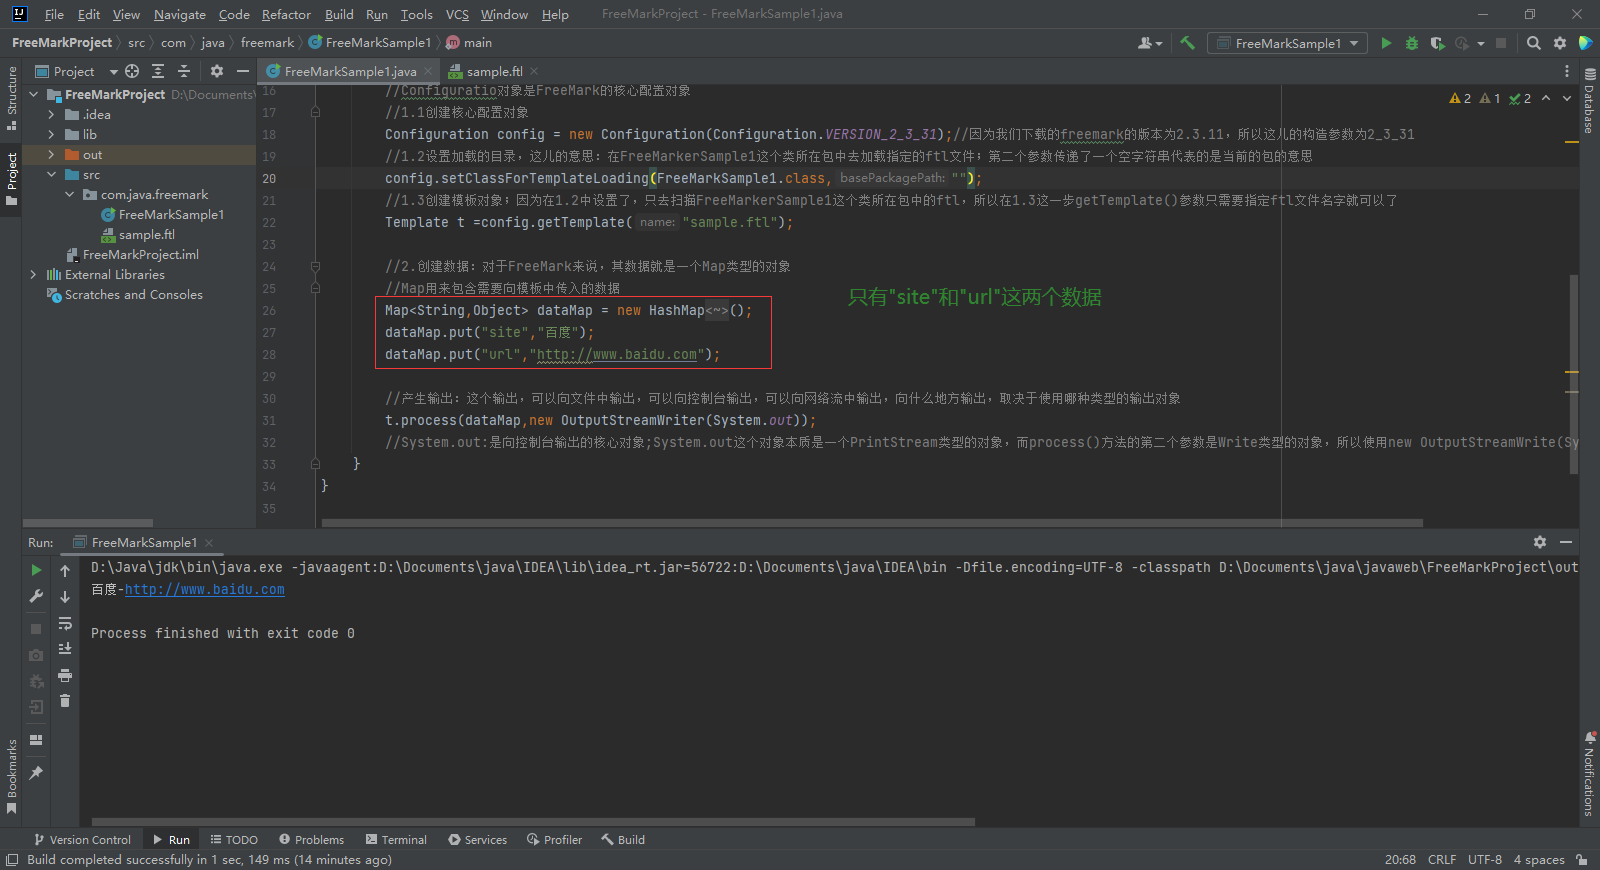 File Edit View Navigate Code Refactor Build Run Tools VCS Window Help FreeMarkProject - FreeMarkSample1.java
FreeMarkProject src com java freemark FreeMarkSample1 main FreeMarkSample1
Structure
Project
Bookmarks
Project
FreeMarkProject D:\Documents\
.idea
lib
out
src
com.java.freemark
FreeMarkSample1
sample.ftl
FreeMarkProject.iml
External Libraries
Scratches and Consoles
FreeMarkSample1.java sample.ftl
2 1 2
16 //Configuratio对象是FreeMark的核心配置对象
17 //1.1创建核心配置对象
18 Configuration config = new Configuration(Configuration.VERSION_2_3_31);//因为我们下载的freemark的版本为2.3.11，所以这儿的构造参数为2_3_31
19 //1.2设置加载的目录，这儿的意思：在FreeMarkerSample1这个类所在包中去加载指定的ftl文件；第二个参数传递了一个空字符串代表的是当前的包的意思
20 config.setClassForTemplateLoading(FreeMarkSample1.class, basePackagePath: "");
21 //1.3创建模板对象；因为在1.2中设置了，只去扫描FreeMarkerSample1这个类所在包中的ftl，所以在1.3这一步getTemplate()参数只需要指定ftl文件名字就可以了
22 Template t =config.getTemplate( name: "sample.ftl");
23
24 //2.创建数据：对于FreeMark来说，其数据就是一个Map类型的对象
25 //Map用来包含需要向模板中传入的数据
26 Map<String,Object> dataMap = new HashMap<~>();
27 dataMap.put("site","百度");
28 dataMap.put("url","http://www.baidu.com");
只有"site"和"url"这两个数据
29
30 //产生输出：这个输出，可以向文件中输出，可以向控制台输出，可以向网络流中输出，向什么地方输出，取决于使用哪种类型的输出对象
31 t.process(dataMap,new OutputStreamWriter(System.out));
32 //System.out:是向控制台输出的核心对象;System.out这个对象本质是一个PrintStream类型的对象，而process()方法的第二个参数是Write类型的对象，所以使用new OutputStreamWrite(Sy
33 }
34 }
35
Database
Notifications
Run: FreeMarkSample1
D:\Java\jdk\bin\java.exe -javaagent:D:\Documents\java\IDEA\lib\idea_rt.jar=56722:D:\Documents\java\IDEA\bin -Dfile.encoding=UTF-8 -classpath D:\Documents\java\javaweb\FreeMarkProject\out
百度-http://www.baidu.com
Process finished with exit code 0
Version Control Run TODO Problems Terminal Services Profiler Build
Build completed successfully in 1 sec, 149 ms (14 minutes ago) 20:68 CRLF UTF-8 4 spaces